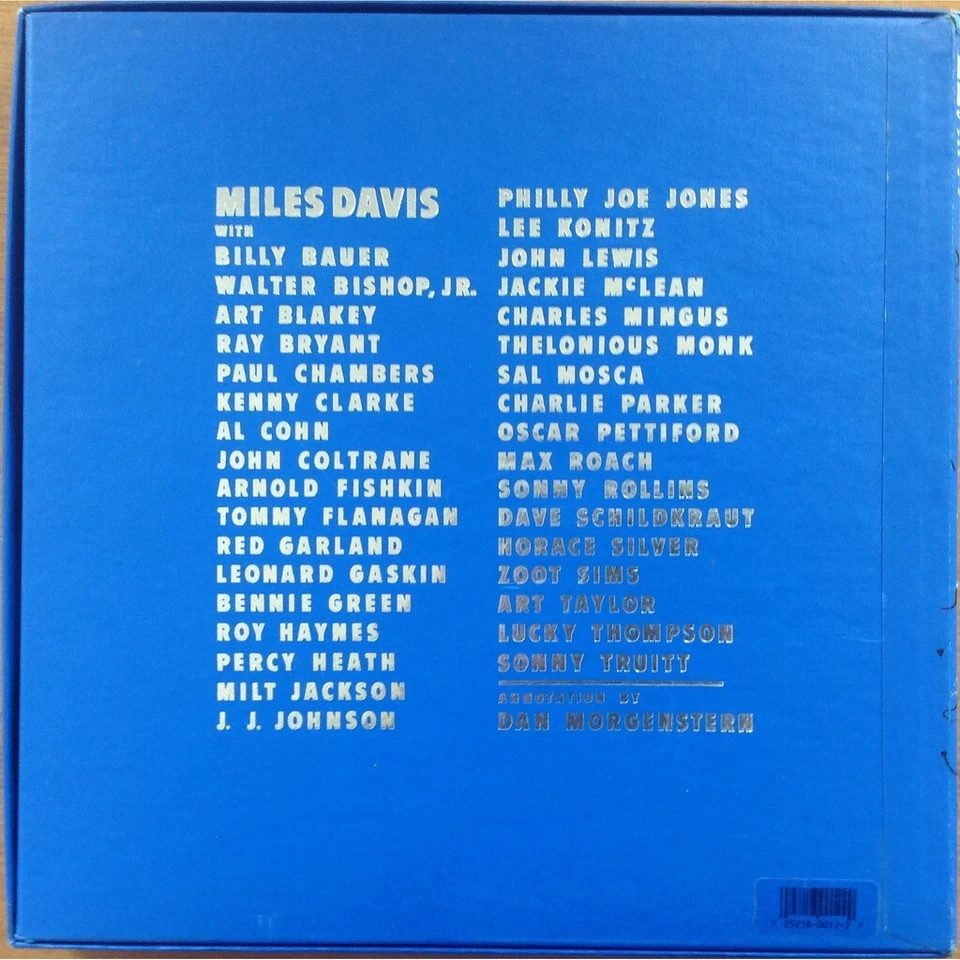 MILES DAVIS
WITH
BILLY BAUER
WALTER BISHOP, JR.
ART BLAKEY
RAY BRYANT
PAUL CHAMBERS
KENNY CLARKE
AL COHN
JOHN COLTRANE
ARNOLD FISHKIN
TOMMY FLANAGAN
RED GARLAND
LEONARD GASKIN
BENNIE GREEN
ROY HAYNES
PERCY HEATH
MILT JACKSON
J. J. JOHNSON
PHILLY JOE JONES
LEE KONITZ
JOHN LEWIS
JACKIE McLEAN
CHARLES MINGUS
THELONIOUS MONK
SAL MOSCA
CHARLIE PARKER
OSCAR PETTIFORD
MAX ROACH
SONNY ROLLINS
DAVE SCHILDKRAUT
HORACE SILVER
ZOOT SIMS
ART TAYLOR
LUCKY THOMPSON
SONNY TRUITT
ANNOTATION BY
DAN MORGENSTERN